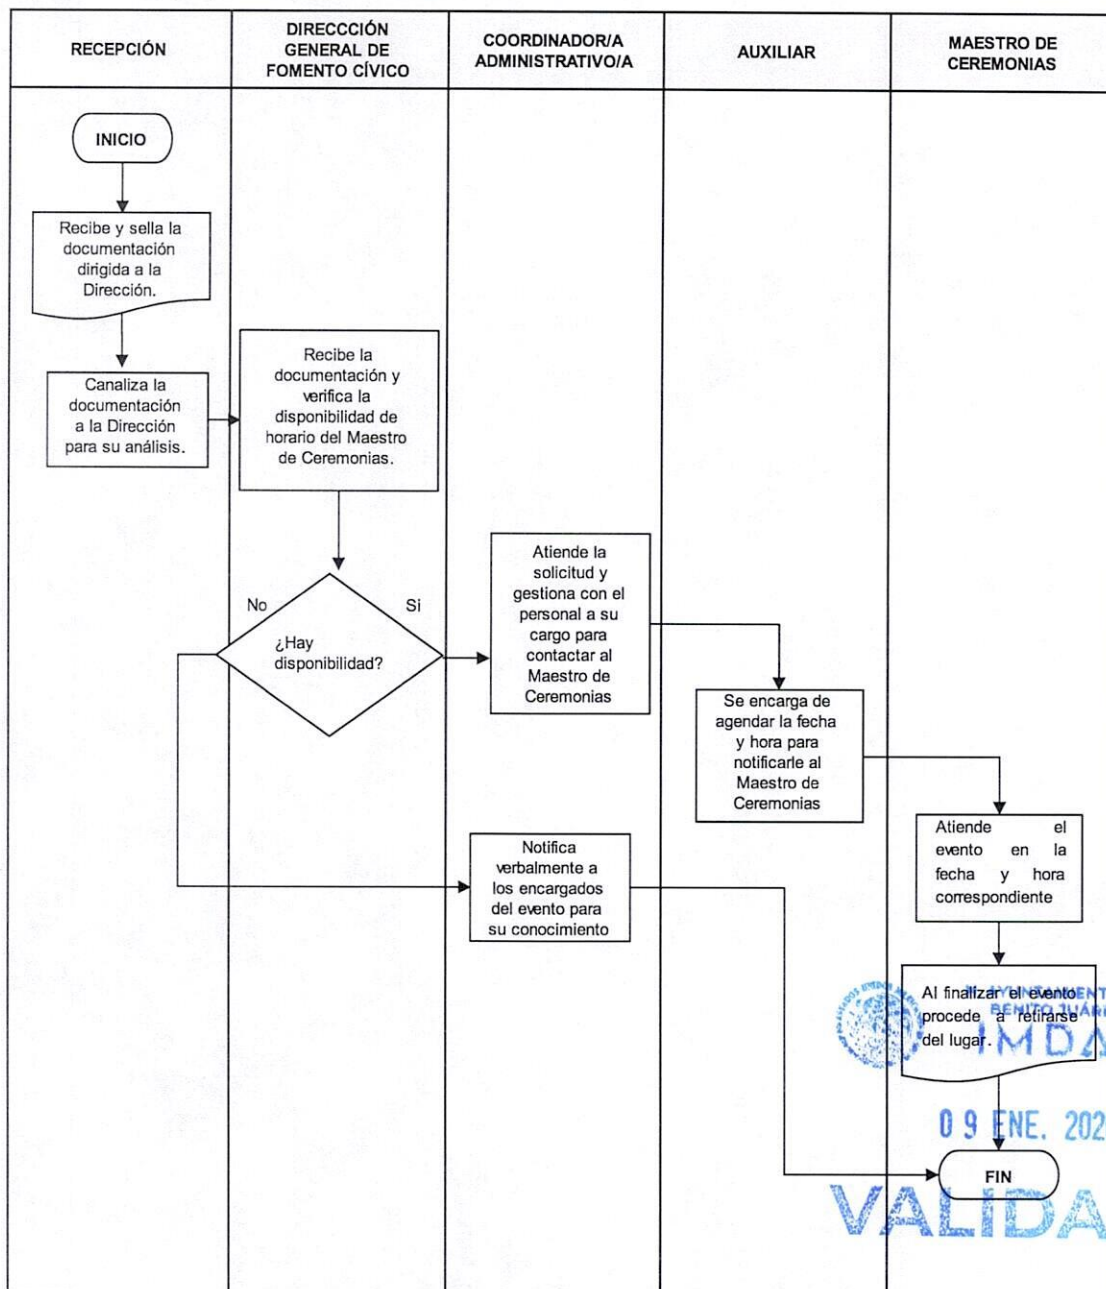 RECEPCIÓN
DIRECCCIÓN
GENERAL DE
FOMENTO CÍVICO
COORDINADOR/A
ADMINISTRATIVO/A
AUXILIAR
MAESTRO DE
CEREMONIAS
INICIO
Recibe y sella la
documentación
dirigida a la
Dirección.
Canaliza la
documentación
a la Dirección
para su análisis.
Recibe la
documentación y
verifica la
disponibilidad de
horario del Maestro
de Ceremonias.
No
Si
¿Hay
disponibilidad?
Atiende la
solicitud y
gestiona con el
personal a su
cargo para
contactar al
Maestro de
Ceremonias
Se encarga de
agendar la fecha
y hora para
notificarle al
Maestro de
Ceremonias
Notifica
verbalmente a
los encargados
del evento para
su conocimiento
Atiende el
evento en la
fecha y hora
correspondiente
Al finalizar el evento
procede a retirarse
del lugar.
BENITO JUÁR
IMDA
09 ENE. 202
FIN
VALIDA